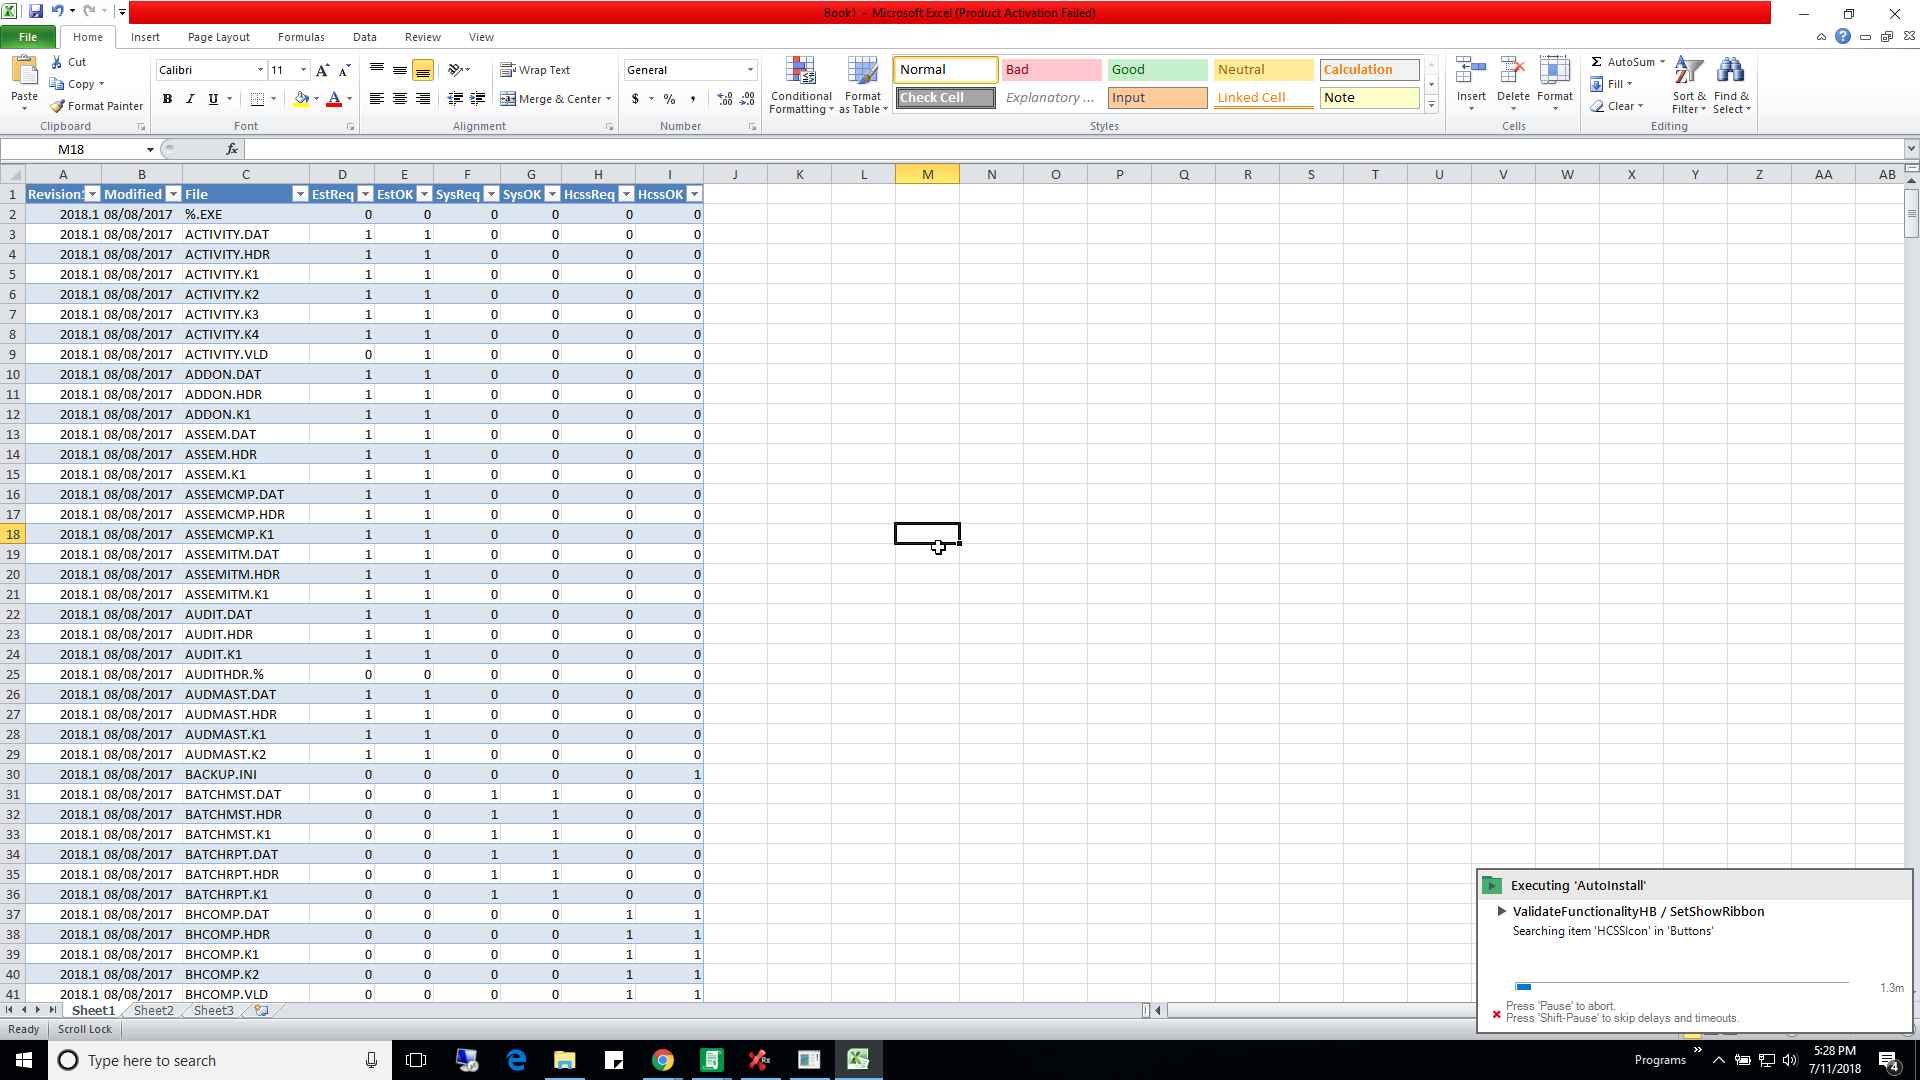 Book1 - Microsoft Excel (Product Activation Failed)
File Home Insert Page Layout Formulas Data Review View
Paste Cut Copy Format Painter Clipboard
Calibri 11 A A B I U A Font
Wrap Text Merge & Center Alignment
General $ % , .00 .00 Number
Conditional Formatting Format as Table
Normal Bad Good Neutral Calculation
Check Cell Explanatory ... Input Linked Cell Note
Styles
Insert Delete Format Cells
Σ AutoSum Fill Clear Sort & Filter Find & Select Editing
M18 fx
A B C D E F G H I J K L M N O P Q R S T U V W X Y Z AA AB
1 Revision: Modified File EstReq EstOK SysReq SysOK HcssReq HcssOK
2 2018.1 08/08/2017 %.EXE 0 0 0 0 0 0
3 2018.1 08/08/2017 ACTIVITY.DAT 1 1 0 0 0 0
4 2018.1 08/08/2017 ACTIVITY.HDR 1 1 0 0 0 0
5 2018.1 08/08/2017 ACTIVITY.K1 1 1 0 0 0 0
6 2018.1 08/08/2017 ACTIVITY.K2 1 1 0 0 0 0
7 2018.1 08/08/2017 ACTIVITY.K3 1 1 0 0 0 0
8 2018.1 08/08/2017 ACTIVITY.K4 1 1 0 0 0 0
9 2018.1 08/08/2017 ACTIVITY.VLD 0 1 0 0 0 0
10 2018.1 08/08/2017 ADDON.DAT 1 1 0 0 0 0
11 2018.1 08/08/2017 ADDON.HDR 1 1 0 0 0 0
12 2018.1 08/08/2017 ADDON.K1 1 1 0 0 0 0
13 2018.1 08/08/2017 ASSEM.DAT 1 1 0 0 0 0
14 2018.1 08/08/2017 ASSEM.HDR 1 1 0 0 0 0
15 2018.1 08/08/2017 ASSEM.K1 1 1 0 0 0 0
16 2018.1 08/08/2017 ASSEMCMP.DAT 1 1 0 0 0 0
17 2018.1 08/08/2017 ASSEMCMP.HDR 1 1 0 0 0 0
18 2018.1 08/08/2017 ASSEMCMP.K1 1 1 0 0 0 0
19 2018.1 08/08/2017 ASSEMITM.DAT 1 1 0 0 0 0
20 2018.1 08/08/2017 ASSEMITM.HDR 1 1 0 0 0 0
21 2018.1 08/08/2017 ASSEMITM.K1 1 1 0 0 0 0
22 2018.1 08/08/2017 AUDIT.DAT 1 1 0 0 0 0
23 2018.1 08/08/2017 AUDIT.HDR 1 1 0 0 0 0
24 2018.1 08/08/2017 AUDIT.K1 1 1 0 0 0 0
25 2018.1 08/08/2017 AUDITHDR.% 0 0 0 0 0 0
26 2018.1 08/08/2017 AUDMAST.DAT 1 1 0 0 0 0
27 2018.1 08/08/2017 AUDMAST.HDR 1 1 0 0 0 0
28 2018.1 08/08/2017 AUDMAST.K1 1 1 0 0 0 0
29 2018.1 08/08/2017 AUDMAST.K2 1 1 0 0 0 0
30 2018.1 08/08/2017 BACKUP.INI 0 0 0 0 0 1
31 2018.1 08/08/2017 BATCHMST.DAT 0 0 1 1 0 0
32 2018.1 08/08/2017 BATCHMST.HDR 0 0 1 1 0 0
33 2018.1 08/08/2017 BATCHMST.K1 0 0 1 1 0 0
34 2018.1 08/08/2017 BATCHRPT.DAT 0 0 1 1 0 0
35 2018.1 08/08/2017 BATCHRPT.HDR 0 0 1 1 0 0
36 2018.1 08/08/2017 BATCHRPT.K1 0 0 1 1 0 0
37 2018.1 08/08/2017 BHCOMP.DAT 0 0 0 0 1 1
38 2018.1 08/08/2017 BHCOMP.HDR 0 0 0 0 1 1
39 2018.1 08/08/2017 BHCOMP.K1 0 0 0 0 1 1
40 2018.1 08/08/2017 BHCOMP.K2 0 0 0 0 1 1
41 2018.1 08/08/2017 BHCOMP.VLD 0 0 0 0 1 1
Sheet1 Sheet2 Sheet3
Ready Scroll Lock
Executing 'AutoInstall'
ValidateFunctionalityHB / SetShowRibbon
Searching item 'HCSSIcon' in 'Buttons'
1.3m
Press 'Pause' to abort.
Press 'Shift-Pause' to skip delays and timeouts.
Type here to search
Programs
5:28 PM
7/11/2018
4